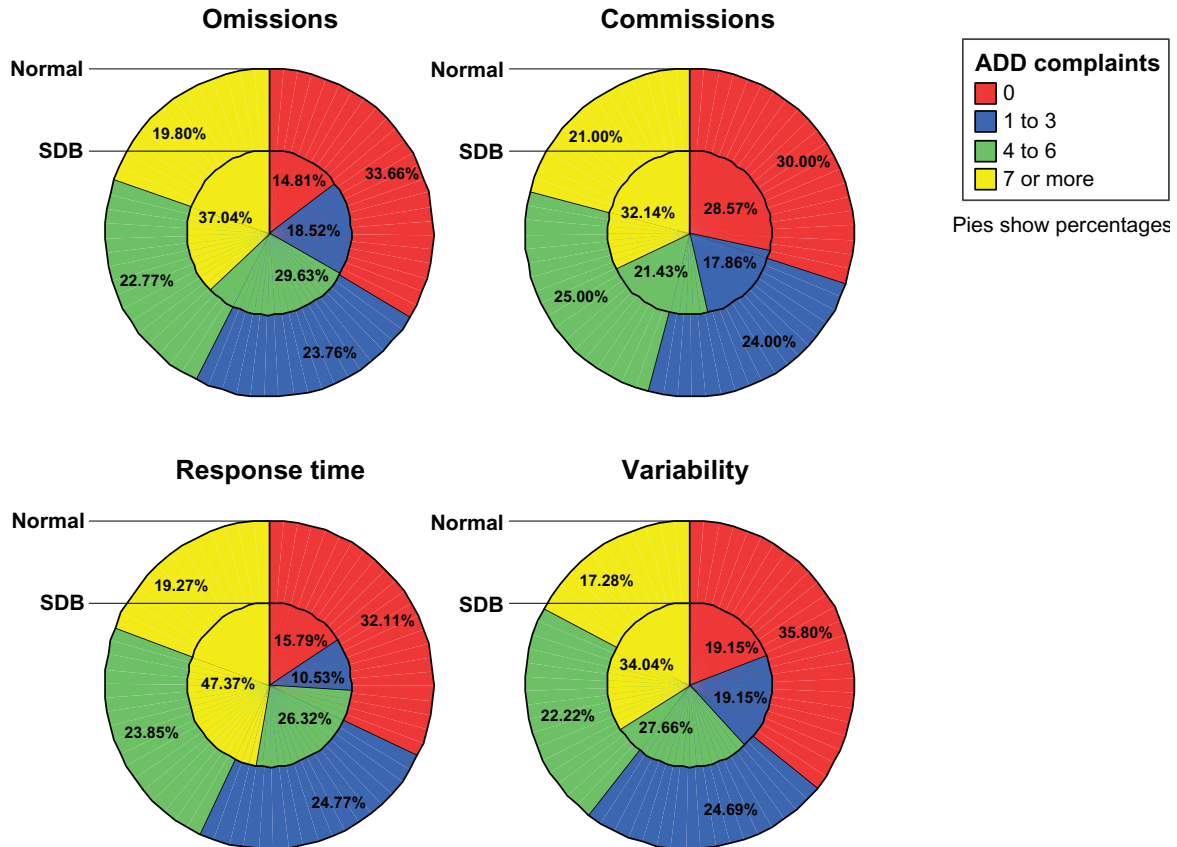 Omissions
Normal
SDB
19.80%
33.66%
14.81%
37.04%
18.52%
29.63%
22.77%
23.76%
Commissions
Normal
SDB
21.00%
30.00%
32.14%
28.57%
17.86%
21.43%
25.00%
24.00%
ADD complaints
0
1 to 3
4 to 6
7 or more
Pies show percentages
Response time
Normal
SDB
19.27%
32.11%
15.79%
10.53%
47.37%
26.32%
23.85%
24.77%
Variability
Normal
SDB
17.28%
35.80%
19.15%
34.04%
19.15%
27.66%
22.22%
24.69%